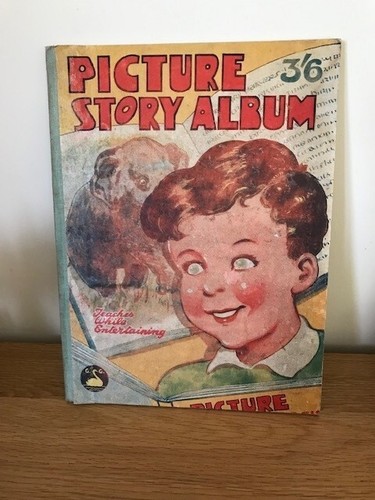 PICTURE 3'6
STORY ALBUM
Teaches
While
Entertaining
PICTURE